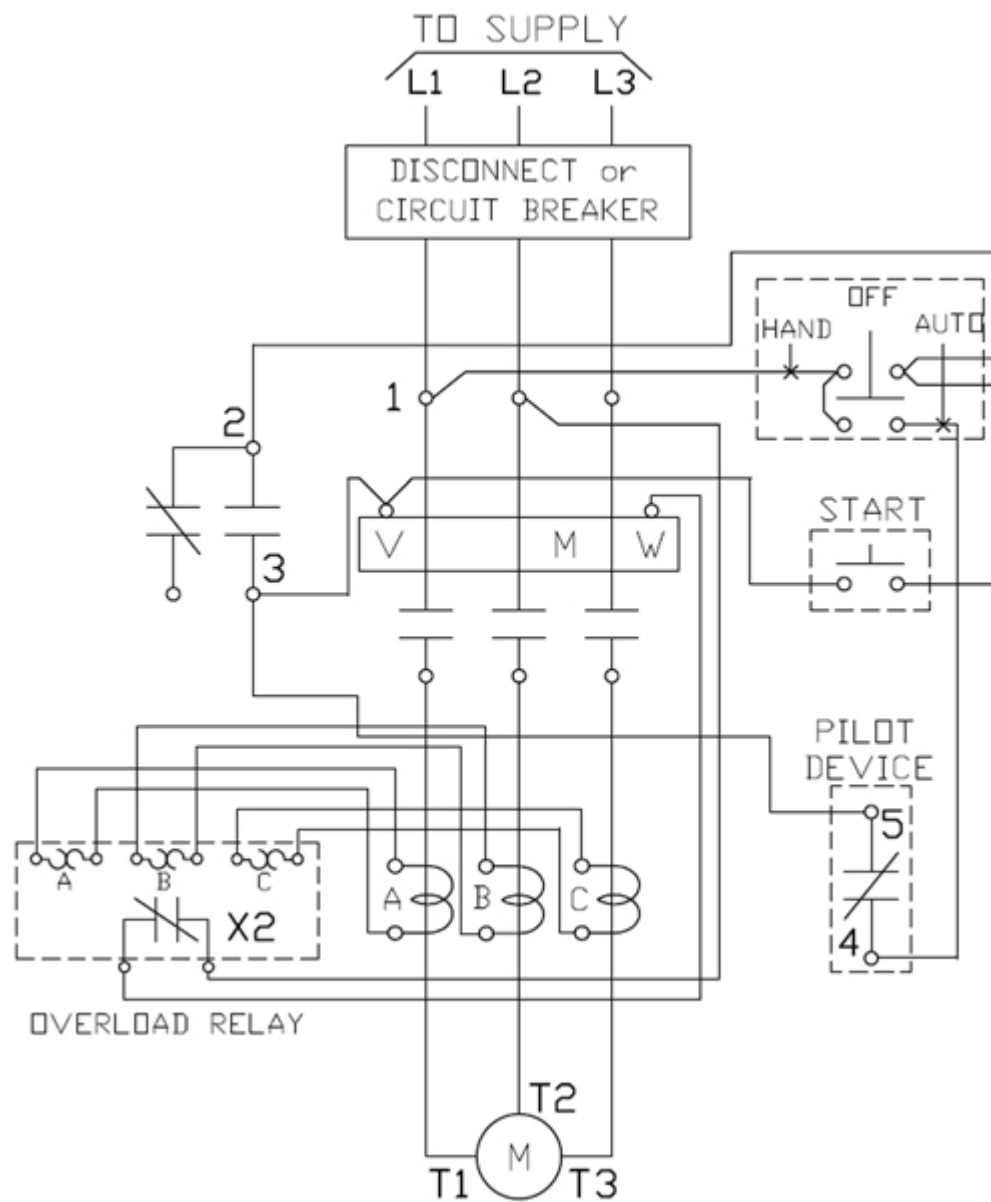 TO SUPPLY
L1 L2 L3
DISCONNECT or
CIRCUIT BREAKER
OFF
HAND AUTO
1
2
START
V M W
3
PILOT
DEVICE
5
A B C
A B C
X2
4
OVERLOAD RELAY
T2
M
T1 T3